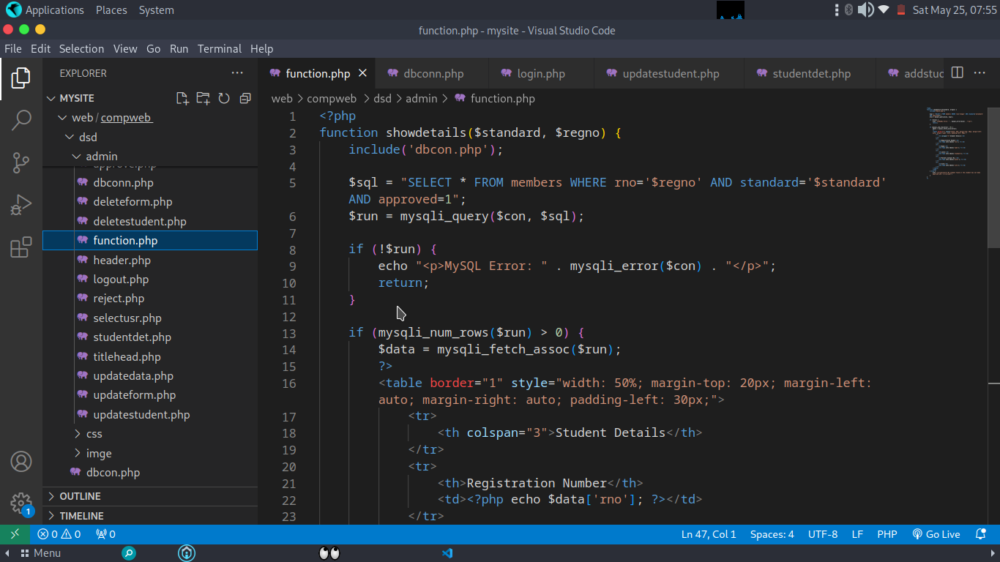 Applications Places System
Sat May 25, 07:55
function.php - mysite - Visual Studio Code
File Edit Selection View Go Run Terminal Help
EXPLORER
MYSITE
web / compweb
dsd
admin
dbconn.php
deleteform.php
deletestudent.php
function.php
header.php
logout.php
reject.php
selectusr.php
studentdet.php
titlehead.php
updatedata.php
updateform.php
updatestudent.php
css
imge
dbcon.php
OUTLINE
TIMELINE
1
function.php dbconn.php login.php updatestudent.php studentdet.php addstud
web > compweb > dsd > admin > function.php
1 <?php
2 function showdetails($standard, $regno) {
3 include('dbcon.php');
4
5 $sql = "SELECT * FROM members WHERE rno='$regno' AND standard='$standard'
AND approved=1";
6 $run = mysqli_query($con, $sql);
7
8 if (!$run) {
9 echo "<p>MySQL Error: " . mysqli_error($con) . "</p>";
10 return;
11 }
12
13 if (mysqli_num_rows($run) > 0) {
14 $data = mysqli_fetch_assoc($run);
15 ?>
16 <table border="1" style="width: 50%; margin-top: 20px; margin-left:
auto; margin-right: auto; padding-left: 30px;">
17 <tr>
18 <th colspan="3">Student Details</th>
19 </tr>
20 <tr>
21 <th>Registration Number</th>
22 <td><?php echo $data['rno']; ?></td>
23 </tr>
0 0 0
Ln 47, Col 1 Spaces: 4 UTF-8 LF PHP Go Live
Menu